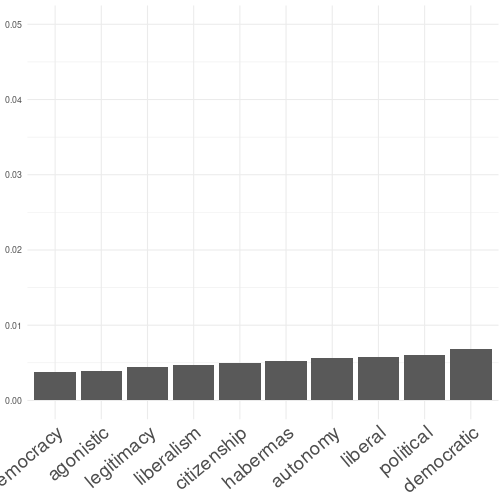 0.05
0.04
0.03
0.02
0.01
0.00
emocracy
agonistic
legitimacy
liberalism
citizenship
habermas
autonomy
liberal
political
democratic